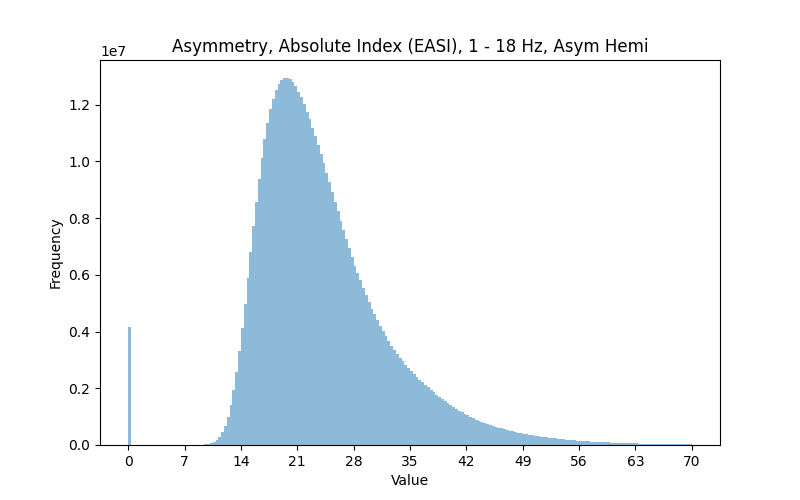 Asymmetry, Absolute Index (EASI), 1 - 18 Hz, Asym Hemi
1e7
1.2
1.0
0.8
0.6
0.4
0.2
0.0
Frequency
0 7 14 21 28 35 42 49 56 63 70
Value